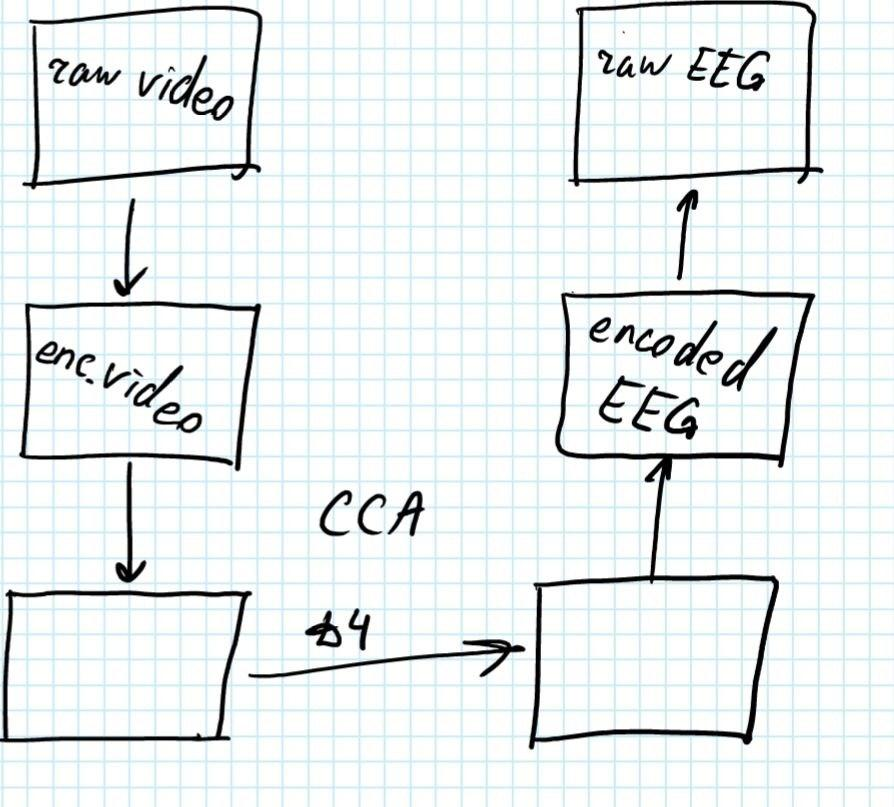 raw video
raw EEG
enc. video
encoded
EEG
CCA